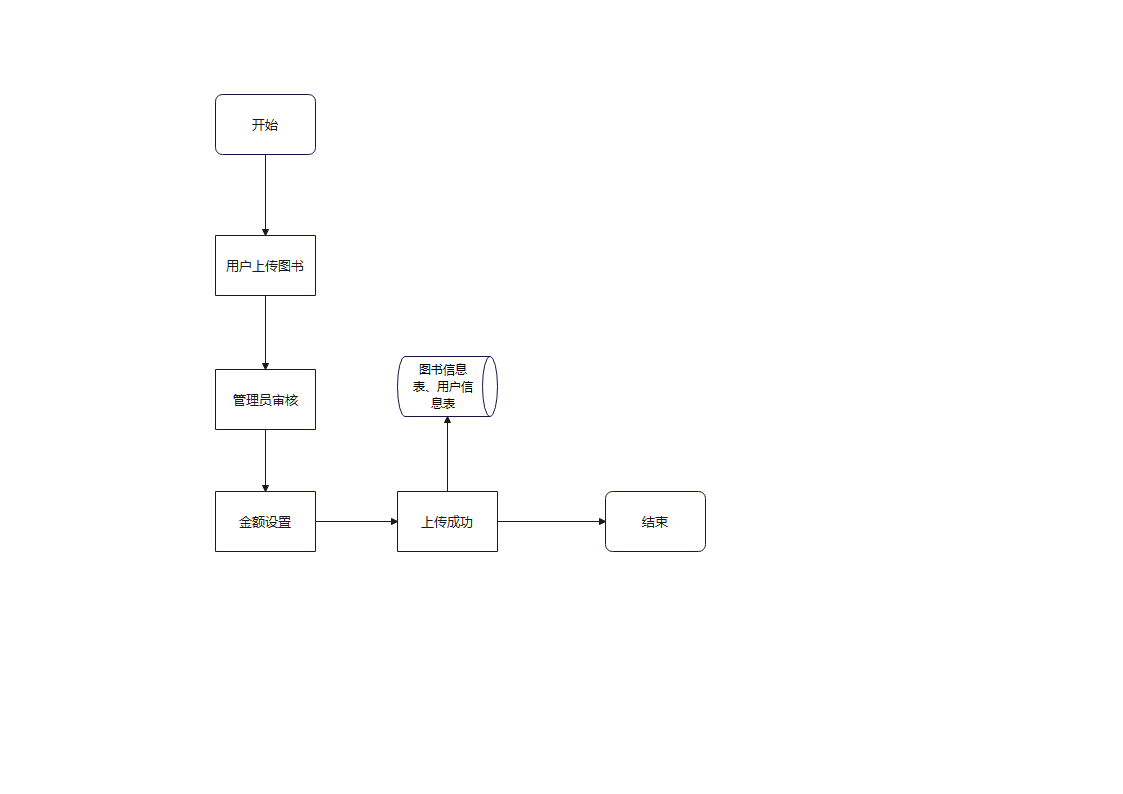 开始
用户上传图书
管理员审核
图书信息
表、用户信
息表
金额设置
上传成功
结束